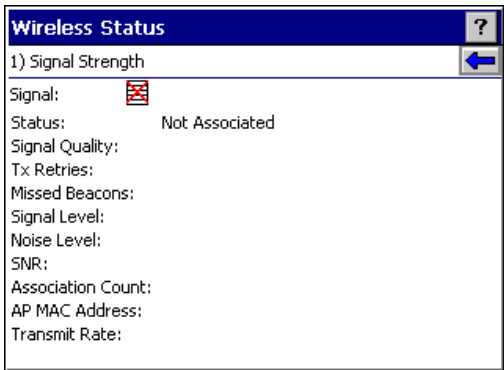 Wireless Status ?
1) Signal Strength
Signal:
Status: Not Associated
Signal Quality:
Tx Retries:
Missed Beacons:
Signal Level:
Noise Level:
SNR:
Association Count:
AP MAC Address:
Transmit Rate: